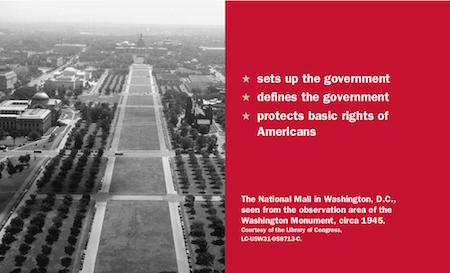 ★ sets up the government
★ defines the government
★ protects basic rights of
Americans
The National Mall in Washington, D.C.,
seen from the observation area of the
Washington Monument, circa 1945.
Courtesy of the Library of Congress,
LC-USW31-058713-C.